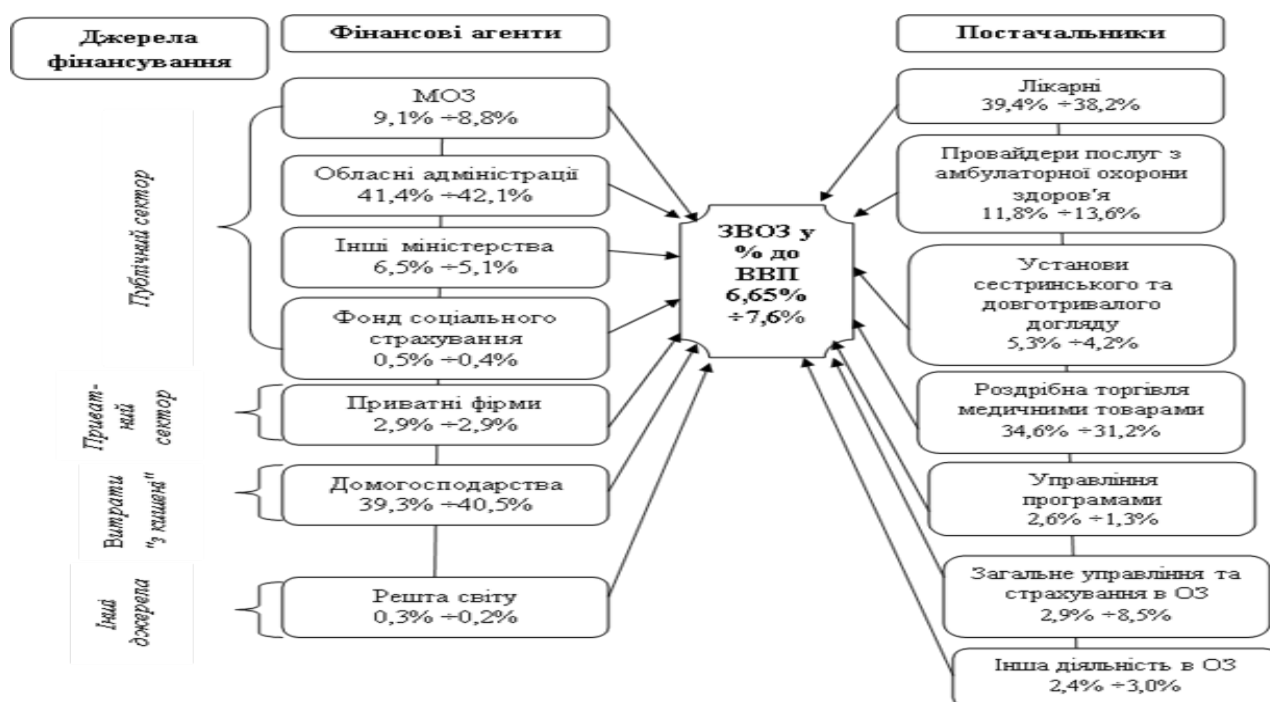 Джерела
фінансування
Фінансові агенти
Постачальники
Публічний сектор
МОЗ
9,1% ÷8,8%
Обласні адміністрації
41,4% ÷42,1%
Інші міністерства
6,5% ÷5,1%
Фонд соціального
страхування
0,5% ÷0,4%
Приват-
ний
сектор
Приватні фірми
2,9% ÷2,9%
Витрати
"з кишені"
Домогосподарства
39,3% ÷40,5%
Інші
джерела
Решта світу
0,3% ÷0,2%
ЗВОЗ у
% до
ВВП
6,65%
÷7,6%
Лікарні
39,4% ÷38,2%
Провайдери послуг з
амбулаторної охорони
здоров'я
11,8% ÷13,6%
Установи
сестринського та
довготривалого
догляду
5,3% ÷4,2%
Роздрібна торгівля
медичними товарами
34,6% ÷31,2%
Управління
програмами
2,6% ÷1,3%
Загальне управління та
страхування в ОЗ
2,9% ÷8,5%
Інша діяльність в ОЗ
2,4% ÷3,0%